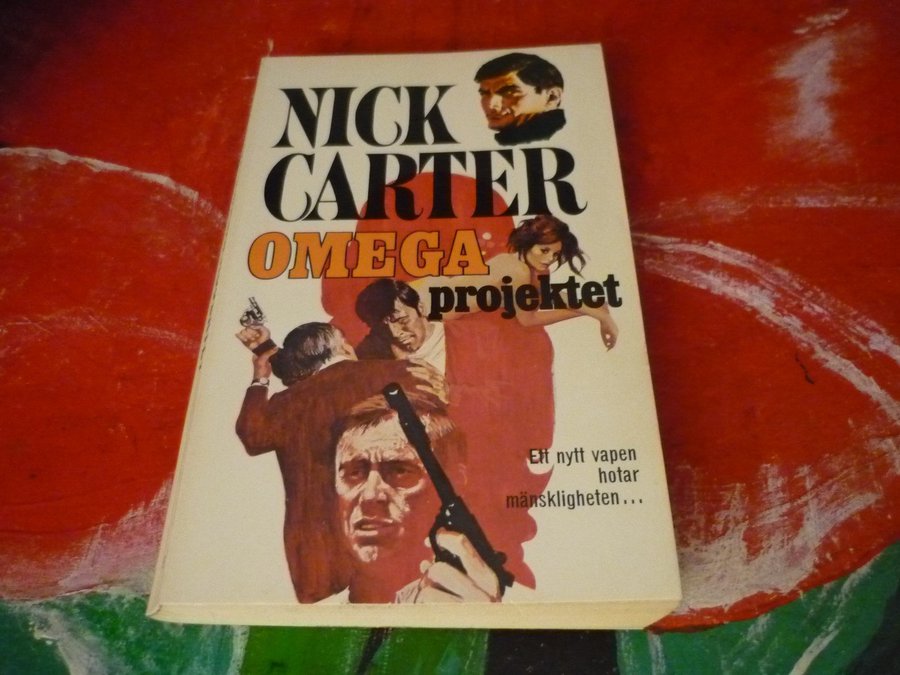 NICK
CARTER
OMEGA
projektet
Ett nytt vapen
hotar
mänskligheten...